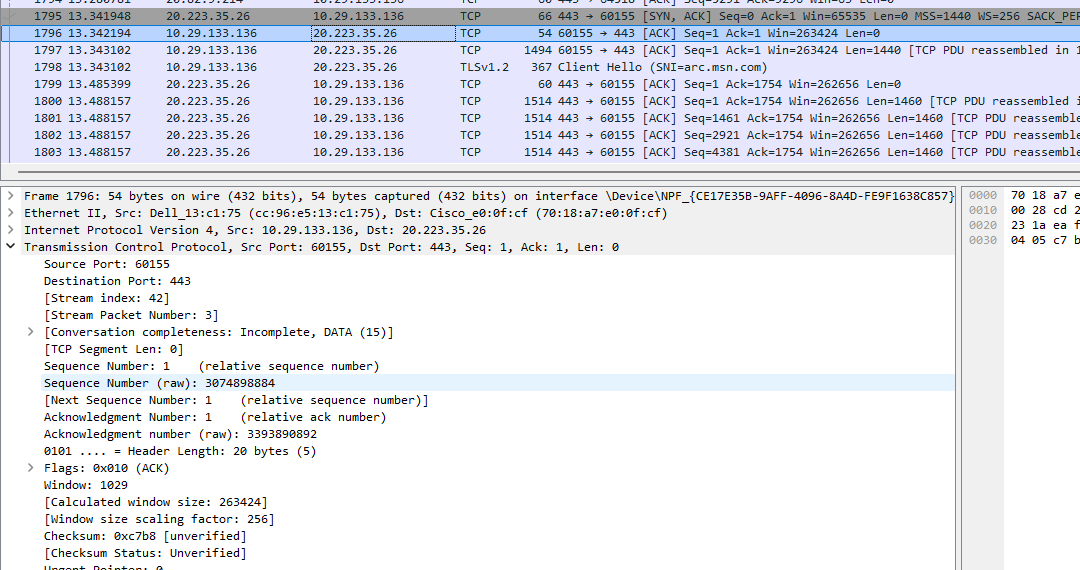 1795 13.341948 20.223.35.26 10.29.133.136 TCP 66 443 → 60155 [SYN, ACK] Seq=0 Ack=1 Win=65535 Len=0 MSS=1440 WS=256 SACK_PER
1796 13.342194 10.29.133.136 20.223.35.26 TCP 54 60155 → 443 [ACK] Seq=1 Ack=1 Win=263424 Len=0
1797 13.343102 10.29.133.136 20.223.35.26 TCP 1494 60155 → 443 [ACK] Seq=1 Ack=1 Win=263424 Len=1440 [TCP PDU reassembled in 1
1798 13.343102 10.29.133.136 20.223.35.26 TLSv1.2 367 Client Hello (SNI=arc.msn.com)
1799 13.485399 20.223.35.26 10.29.133.136 TCP 60 443 → 60155 [ACK] Seq=1 Ack=1754 Win=262656 Len=0
1800 13.488157 20.223.35.26 10.29.133.136 TCP 1514 443 → 60155 [ACK] Seq=1 Ack=1754 Win=262656 Len=1460 [TCP PDU reassembled i
1801 13.488157 20.223.35.26 10.29.133.136 TCP 1514 443 → 60155 [ACK] Seq=1461 Ack=1754 Win=262656 Len=1460 [TCP PDU reassemble
1802 13.488157 20.223.35.26 10.29.133.136 TCP 1514 443 → 60155 [ACK] Seq=2921 Ack=1754 Win=262656 Len=1460 [TCP PDU reassemble
1803 13.488157 20.223.35.26 10.29.133.136 TCP 1514 443 → 60155 [ACK] Seq=4381 Ack=1754 Win=262656 Len=1460 [TCP PDU reassemble
Frame 1796: 54 bytes on wire (432 bits), 54 bytes captured (432 bits) on interface \Device\NPF_{CE17E35B-9AFF-4096-8A4D-FE9F1638C857}
Ethernet II, Src: Dell_13:c1:75 (cc:96:e5:13:c1:75), Dst: Cisco_e0:0f:cf (70:18:a7:e0:0f:cf)
Internet Protocol Version 4, Src: 10.29.133.136, Dst: 20.223.35.26
Transmission Control Protocol, Src Port: 60155, Dst Port: 443, Seq: 1, Ack: 1, Len: 0
Source Port: 60155
Destination Port: 443
[Stream index: 42]
[Stream Packet Number: 3]
[Conversation completeness: Incomplete, DATA (15)]
[TCP Segment Len: 0]
Sequence Number: 1 (relative sequence number)
Sequence Number (raw): 3074898884
[Next Sequence Number: 1 (relative sequence number)]
Acknowledgment Number: 1 (relative ack number)
Acknowledgment number (raw): 3393890892
0101 .... = Header Length: 20 bytes (5)
Flags: 0x010 (ACK)
Window: 1029
[Calculated window size: 263424]
[Window size scaling factor: 256]
Checksum: 0xc7b8 [unverified]
[Checksum Status: Unverified]
Urgent Pointer: 0
0000 70 18 a7 e
0010 00 28 cd 2
0020 23 1a ea f
0030 04 05 c7 b